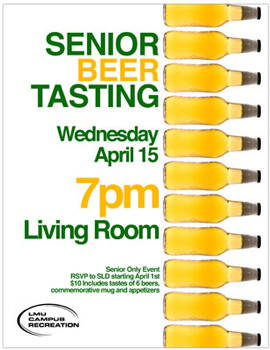 SENIOR
BEER
TASTING
Wednesday
April 15
7pm
Living Room
Senior Only Event
RSVP to SLD starting April 1st
$10 Includes tastes of 6 beers,
commemorative mug and appetizers
LMU
CAMPUS
RECREATION